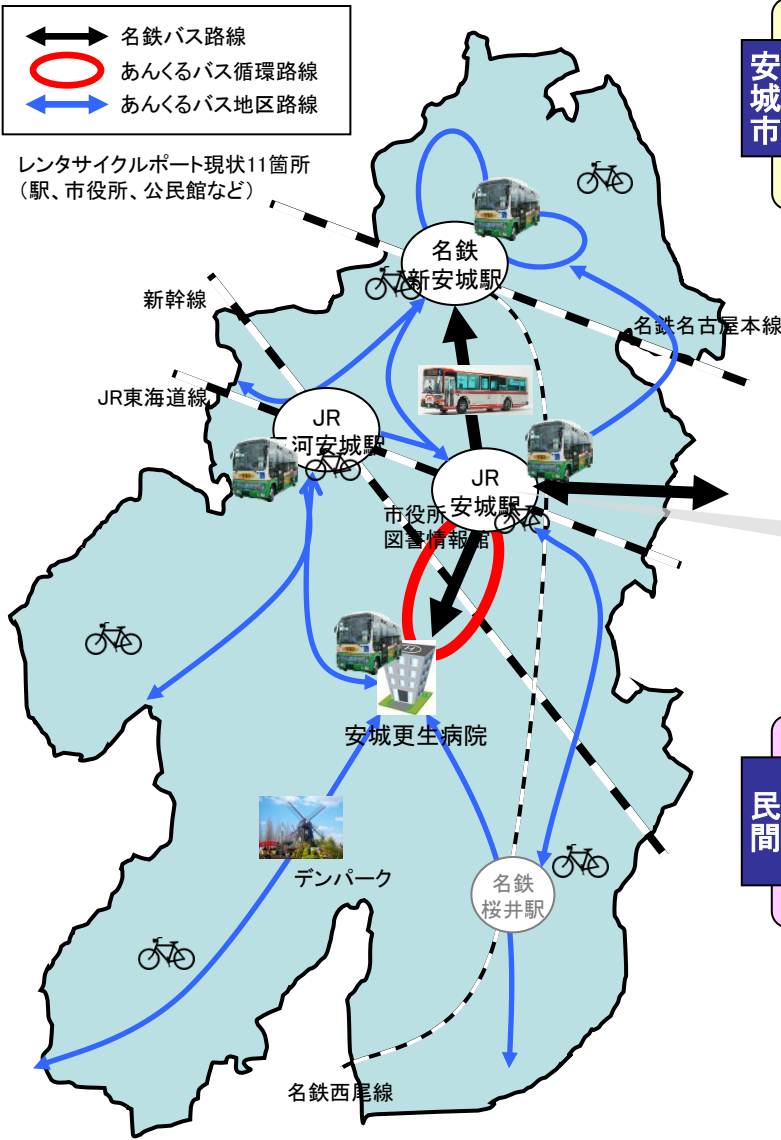 名鉄バス路線
あんくるバス循環路線
あんくるバス地区路線
安城市
レンタサイクルポート現状11箇所
（駅、市役所、公民館など）
名鉄
新安城駅
新幹線
名鉄名古屋本線
JR東海道線
JR
三河安城駅
JR
安城駅
市役所
図書情報館
安城更生病院
民間
デンパーク
名鉄
桜井駅
名鉄西尾線